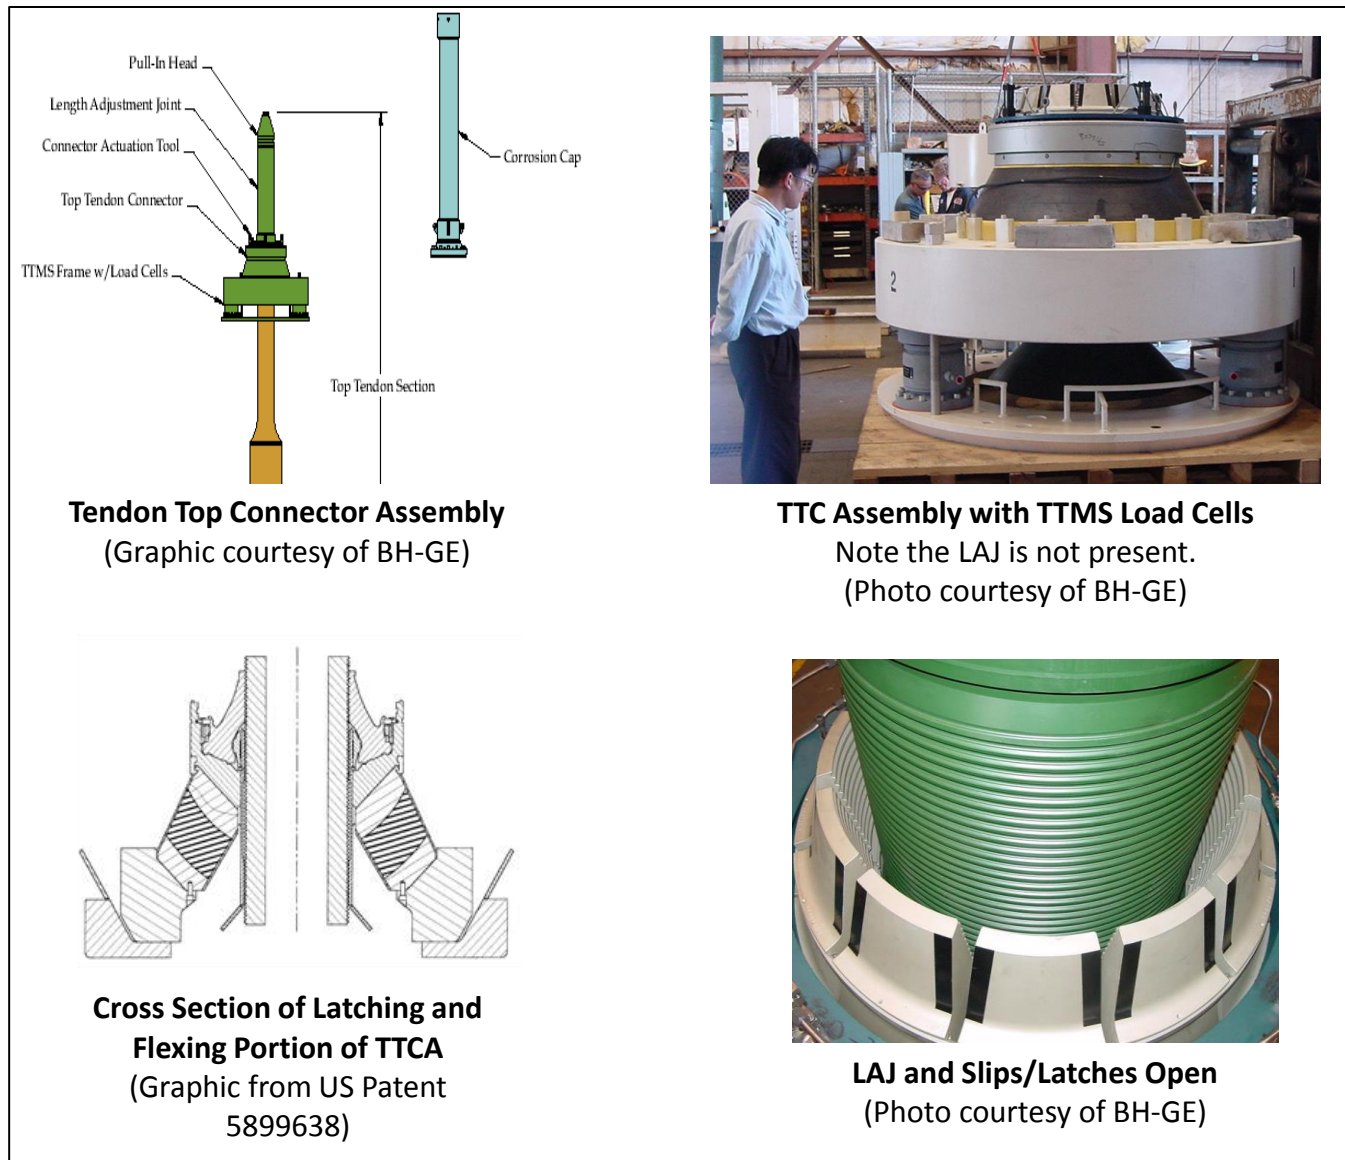 Pull-In Head
Length Adjustment Joint
Connector Actuation Tool
Top Tendon Connector
TTMS Frame w/Load Cells
Corrosion Cap
Top Tendon Section
Tendon Top Connector Assembly
(Graphic courtesy of BH-GE)
2
1
TTC Assembly with TTMS Load Cells
Note the LAJ is not present.
(Photo courtesy of BH-GE)
Cross Section of Latching and
Flexing Portion of TTCA
(Graphic from US Patent
5899638)
LAJ and Slips/Latches Open
(Photo courtesy of BH-GE)